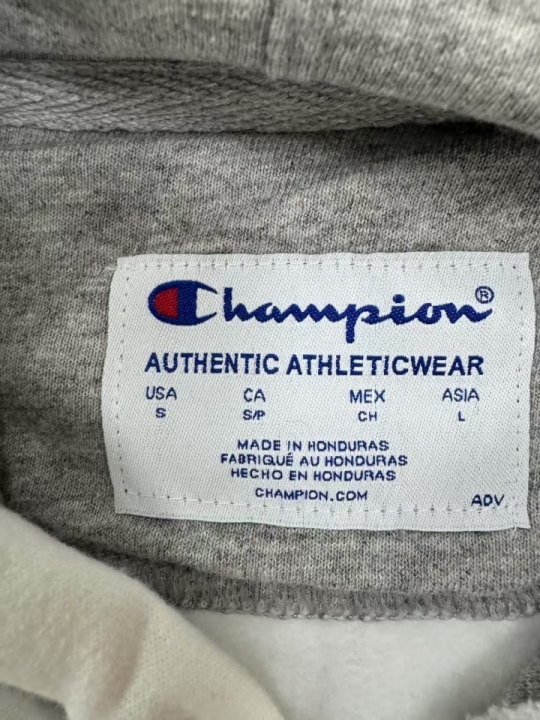 Champion®
AUTHENTIC ATHLETICWEAR
USA CA MEX ASIA
S S/P CH L
MADE IN HONDURAS
FABRIQUÉ AU HONDURAS
HECHO EN HONDURAS
CHAMPION.COM
ADV.